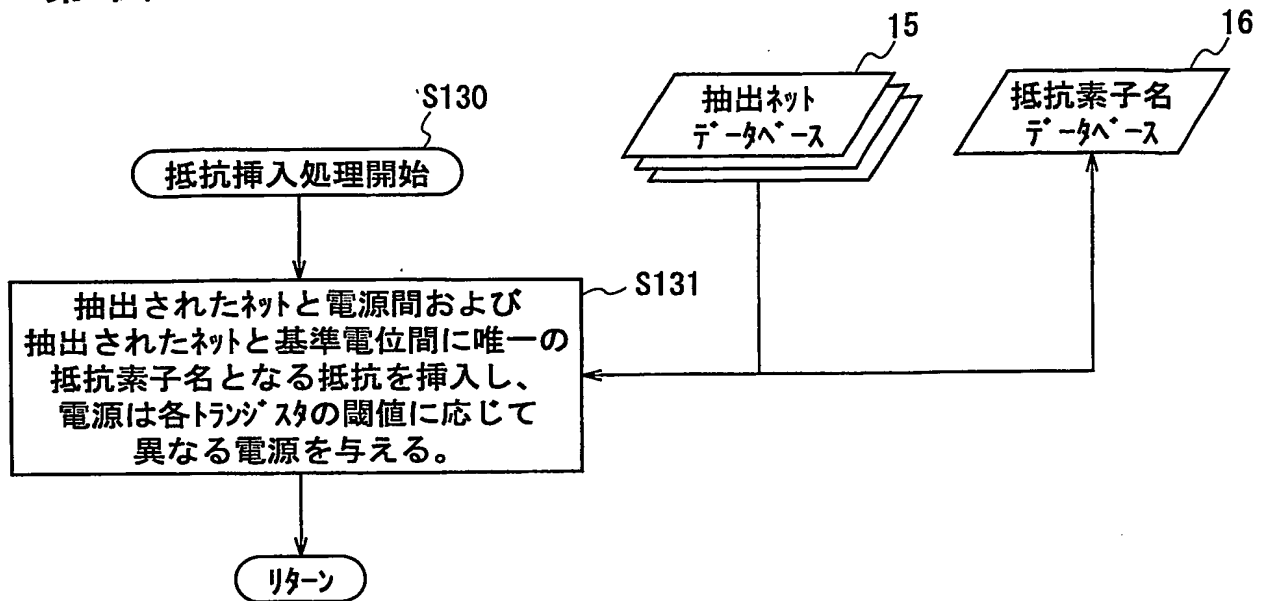 15
16
抽出ネット
データベース
抵抗素子名
データベース
S130
抵抗挿入処理開始
S131
抽出されたネットと電源間および
抽出されたネットと基準電位間に唯一の
抵抗素子名となる抵抗を挿入し、
電源は各トランジスタの閾値に応じて
異なる電源を与える。
リターン